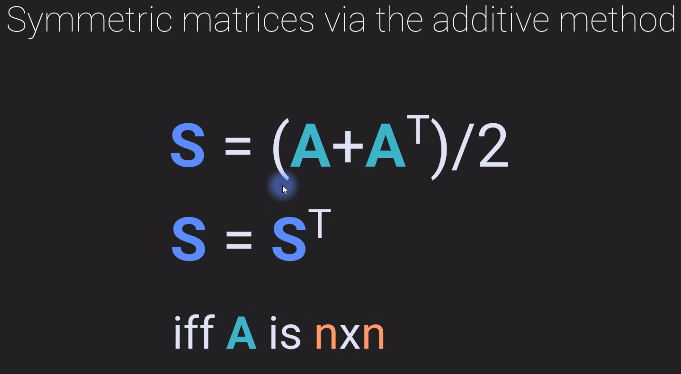 Symmetric matrices via the additive method
S = (A+Aᵀ)/2
S = Sᵀ
iff A is nxn